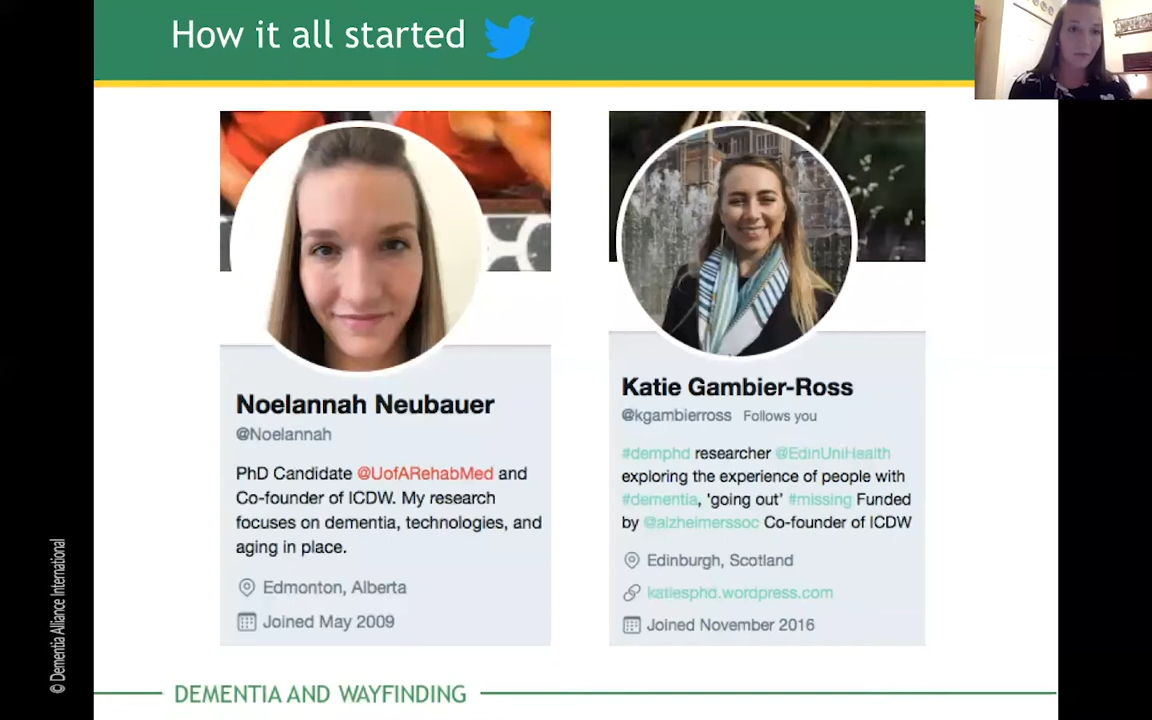 How it all started
Noelannah Neubauer
@Noelannah
PhD Candidate @UofARehabMed and
Co-founder of ICDW. My research
focuses on dementia, technologies, and
aging in place.
Edmonton, Alberta
Joined May 2009
Katie Gambier-Ross
@kgambierross Follows you
#demphd researcher @EdinUniHealth
exploring the experience of people with
#dementia, 'going out' #missing Funded
by @alzheimerssoc Co-founder of ICDW
Edinburgh, Scotland
katiesphd.wordpress.com
Joined November 2016
© Dementia Alliance International
DEMENTIA AND WAYFINDING